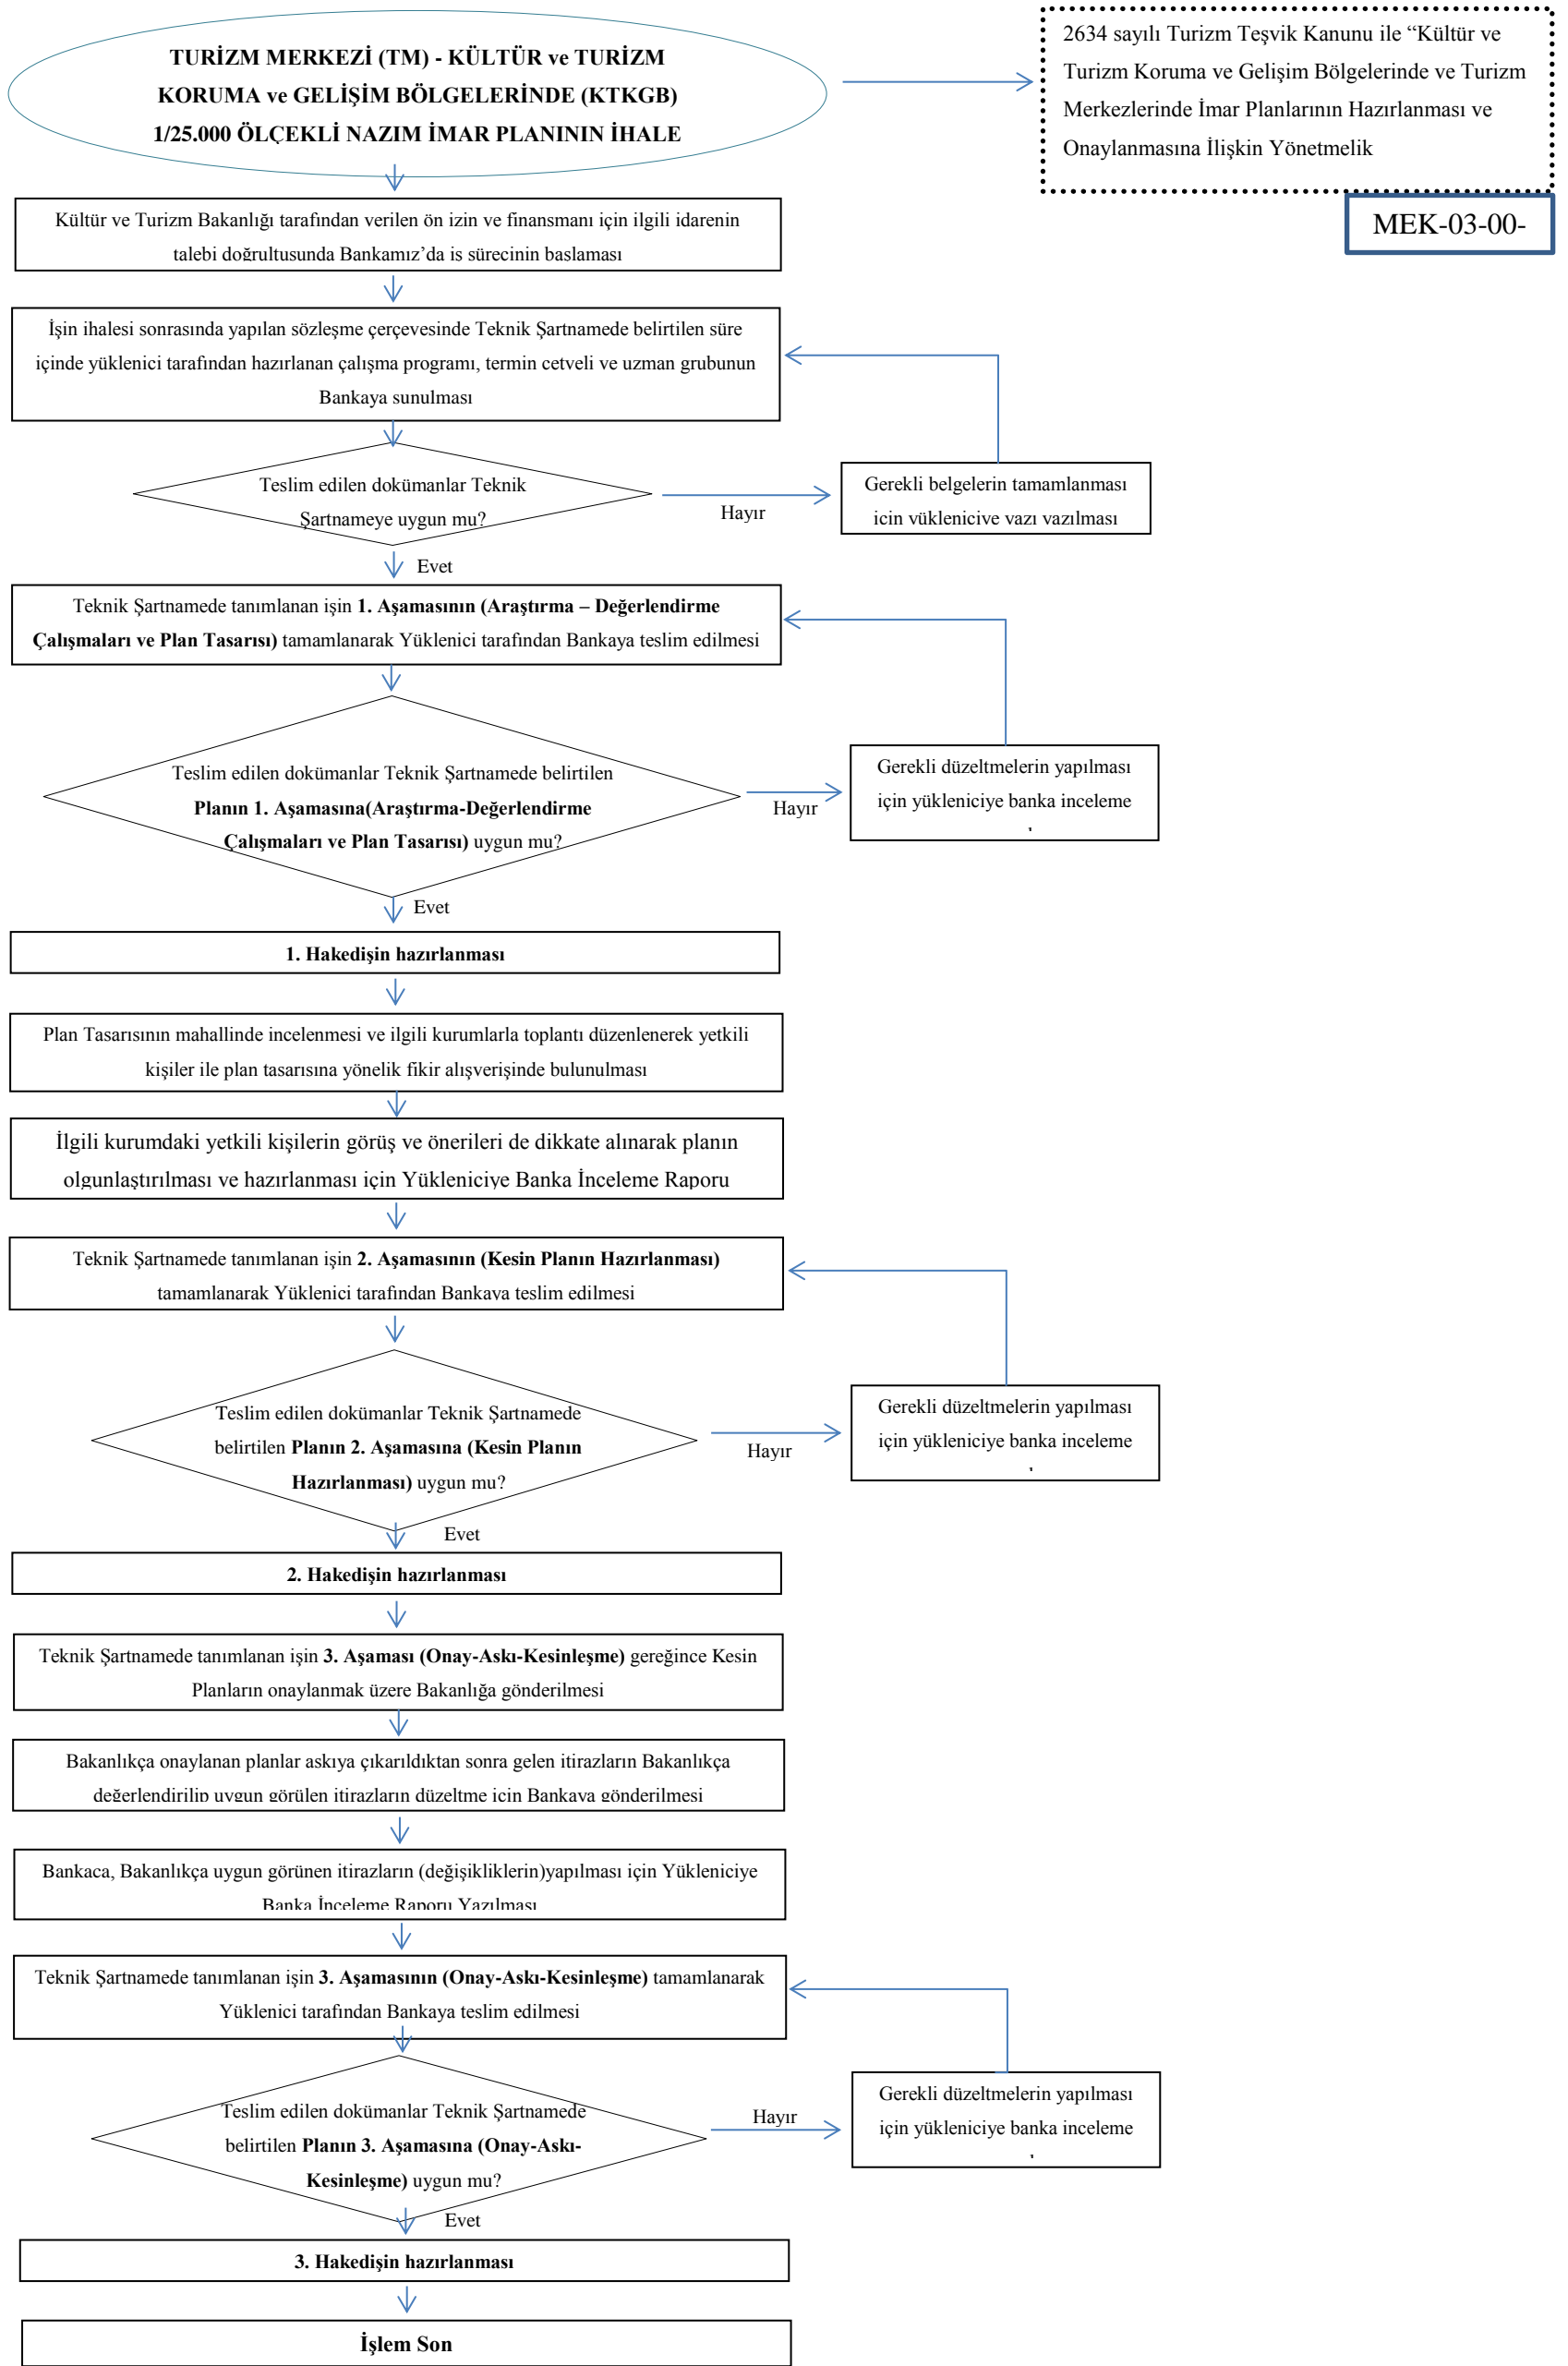 TURİZM MERKEZİ (TM) - KÜLTÜR ve TURİZM
KORUMA ve GELİŞİM BÖLGELERİNDE (KTKGB)
1/25.000 ÖLÇEKLİ NAZIM İMAR PLANININ İHALE
2634 sayılı Turizm Teşvik Kanunu ile “Kültür ve
Turizm Koruma ve Gelişim Bölgelerinde ve Turizm
Merkezlerinde İmar Planlarının Hazırlanması ve
Onaylanmasına İlişkin Yönetmelik
MEK-03-00-
Kültür ve Turizm Bakanlığı tarafından verilen ön izin ve finansmanı için ilgili idarenin
talebi doğrultusunda Bankamız’da iş sürecinin başlaması
İşin ihalesi sonrasında yapılan sözleşme çerçevesinde Teknik Şartnamede belirtilen süre
içinde yüklenici tarafından hazırlanan çalışma programı, termin cetveli ve uzman grubunun
Bankaya sunulması
Teslim edilen dokümanlar Teknik
Şartnameye uygun mu?
Hayır
Gerekli belgelerin tamamlanması
için yükleniciye yazı yazılması
Evet
Teknik Şartnamede tanımlanan işin 1. Aşamasının (Araştırma – Değerlendirme
Çalışmaları ve Plan Tasarısı) tamamlanarak Yüklenici tarafından Bankaya teslim edilmesi
Teslim edilen dokümanlar Teknik Şartnamede belirtilen
Planın 1. Aşamasına(Araştırma-Değerlendirme
Çalışmaları ve Plan Tasarısı) uygun mu?
Hayır
Gerekli düzeltmelerin yapılması
için yükleniciye banka inceleme
Evet
1. Hakedişin hazırlanması
Plan Tasarısının mahallinde incelenmesi ve ilgili kurumlarla toplantı düzenlenerek yetkili
kişiler ile plan tasarısına yönelik fikir alışverişinde bulunulması
İlgili kurumdaki yetkili kişilerin görüş ve önerileri de dikkate alınarak planın
olgunlaştırılması ve hazırlanması için Yükleniciye Banka İnceleme Raporu
Teknik Şartnamede tanımlanan işin 2. Aşamasının (Kesin Planın Hazırlanması)
tamamlanarak Yüklenici tarafından Bankaya teslim edilmesi
Teslim edilen dokümanlar Teknik Şartnamede
belirtilen Planın 2. Aşamasına (Kesin Planın
Hazırlanması) uygun mu?
Hayır
Gerekli düzeltmelerin yapılması
için yükleniciye banka inceleme
Evet
2. Hakedişin hazırlanması
Teknik Şartnamede tanımlanan işin 3. Aşaması (Onay-Askı-Kesinleşme) gereğince Kesin
Planların onaylanmak üzere Bakanlığa gönderilmesi
Bakanlıkça onaylanan planlar askıya çıkarıldıktan sonra gelen itirazların Bakanlıkça
değerlendirilip uygun görülen itirazların düzeltme için Bankaya gönderilmesi
Bankaca, Bakanlıkça uygun görünen itirazların (değişikliklerin)yapılması için Yükleniciye
Banka İnceleme Raporu Yazılması
Teknik Şartnamede tanımlanan işin 3. Aşamasının (Onay-Askı-Kesinleşme) tamamlanarak
Yüklenici tarafından Bankaya teslim edilmesi
Teslim edilen dokümanlar Teknik Şartnamede
belirtilen Planın 3. Aşamasına (Onay-Askı-
Kesinleşme) uygun mu?
Hayır
Gerekli düzeltmelerin yapılması
için yükleniciye banka inceleme
Evet
3. Hakedişin hazırlanması
İşlem Son